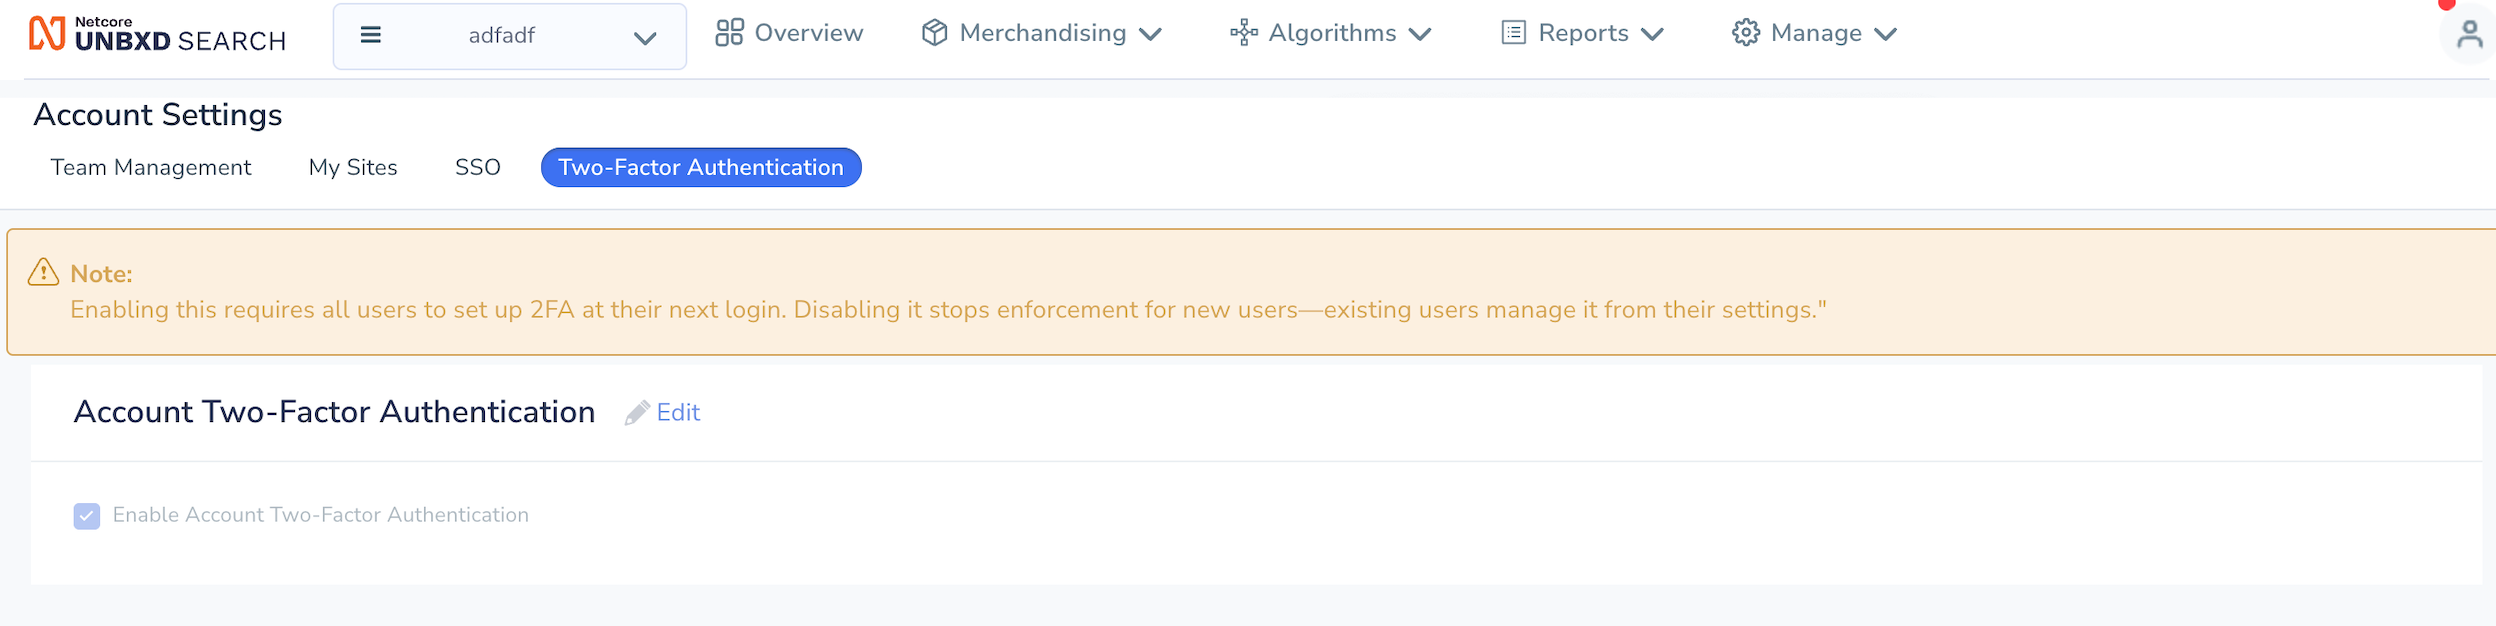 Netcore
UNBXD SEARCH
adfadf
Overview
Merchandising
Algorithms
Reports
Manage
Account Settings
Team Management
My Sites
SSO
Two-Factor Authentication
Note:
Enabling this requires all users to set up 2FA at their next login. Disabling it stops enforcement for new users—existing users manage it from their settings."
Account Two-Factor Authentication
Edit
Enable Account Two-Factor Authentication